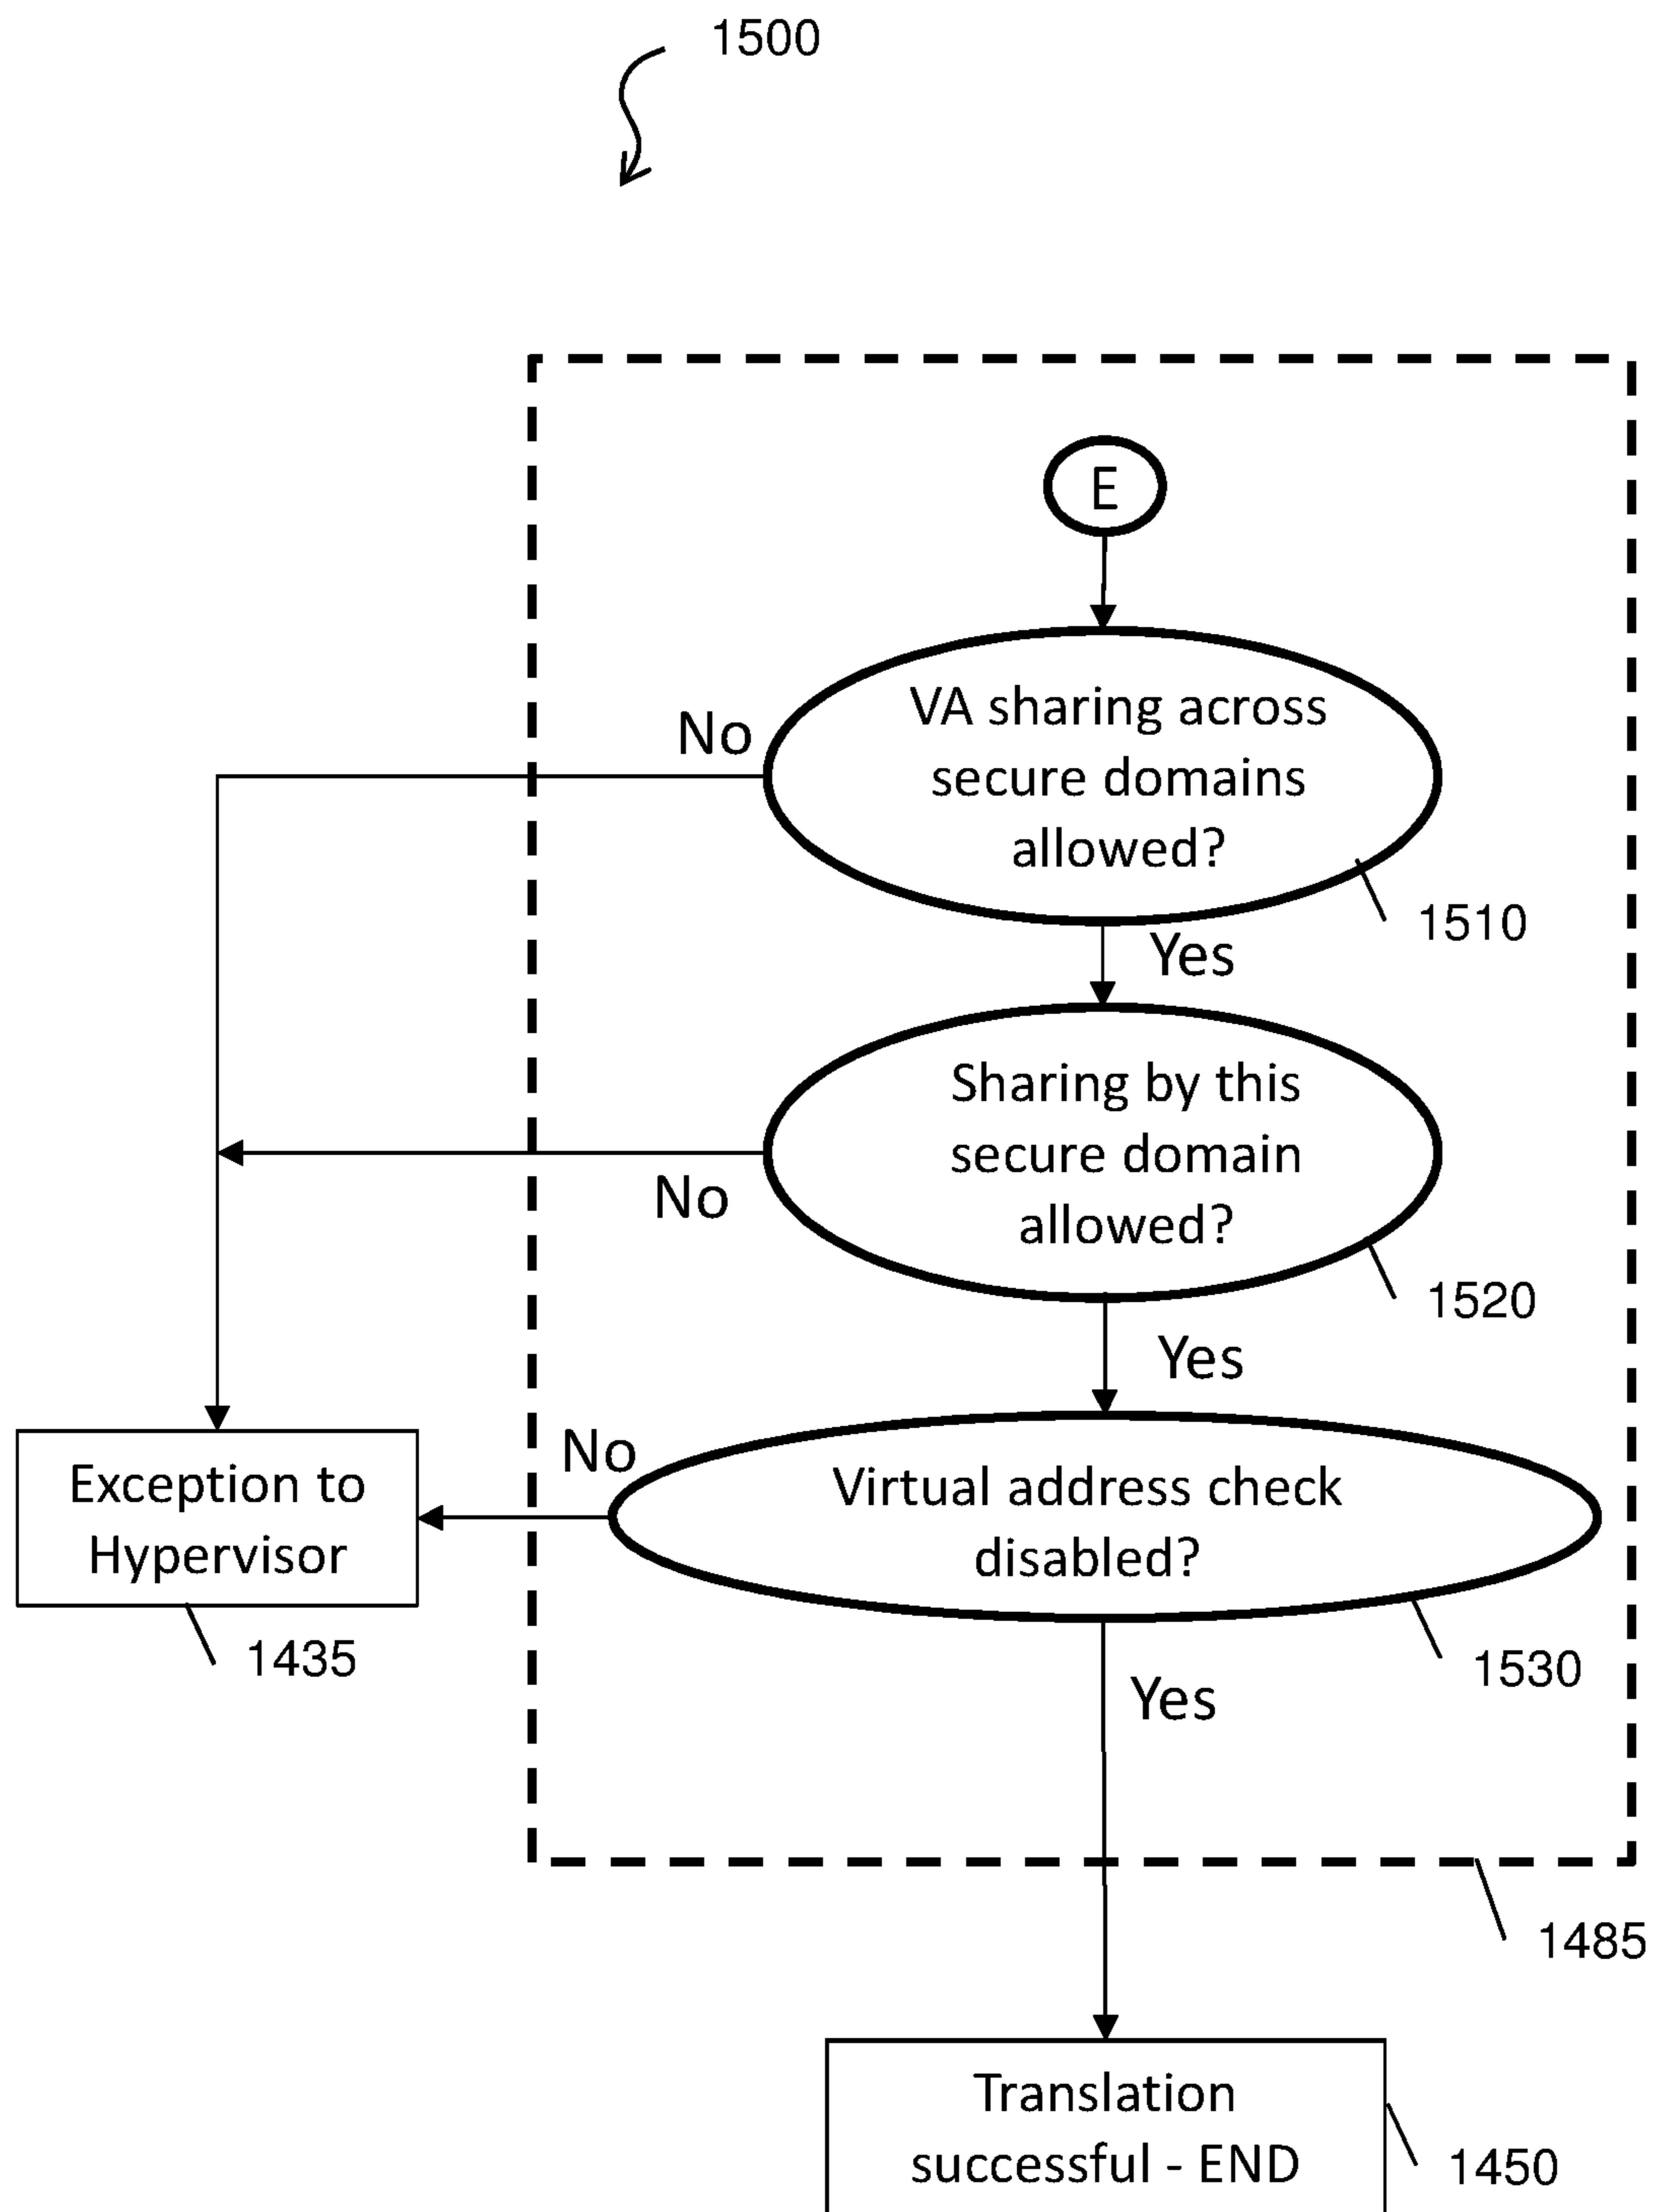 1500
E
VA sharing across
secure domains
allowed?
No
1510
Yes
Sharing by this
secure domain
allowed?
No
1520
Yes
Virtual address check
disabled?
No
Exception to
Hypervisor
1435
1530
Yes
1485
Translation
successful - END
1450